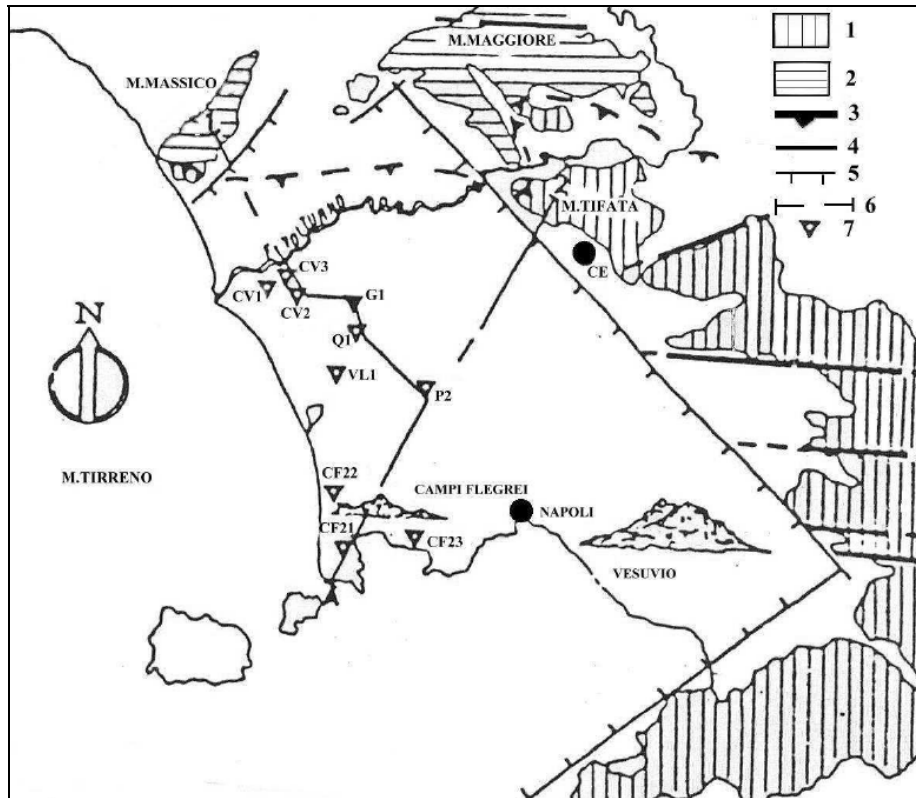 M.MAGGIORE
M.MASSICO
1
2
3
4
5
6
7
VOLTURNO
M.TIFATA
CE
CV3
CV1
CV2
G1
Q1
VL1
P2
N
M.TIRRENO
CF22
CAMPI FLEGREI
NAPOLI
CF21
CF23
VESUVIO